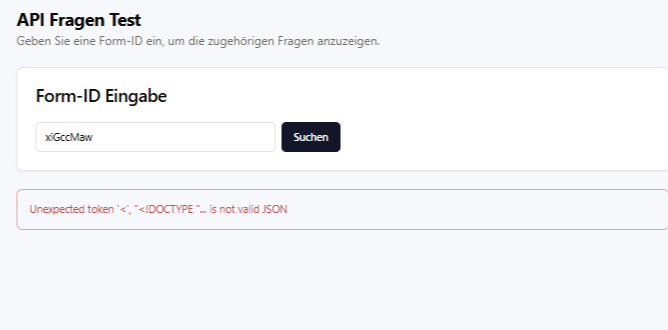 API Fragen Test
Geben Sie eine Form-ID ein, um die zugehörigen Fragen anzuzeigen.
Form-ID Eingabe
xiGccMaw
Suchen
Unexpected token '<', "<!DOCTYPE "... is not valid JSON